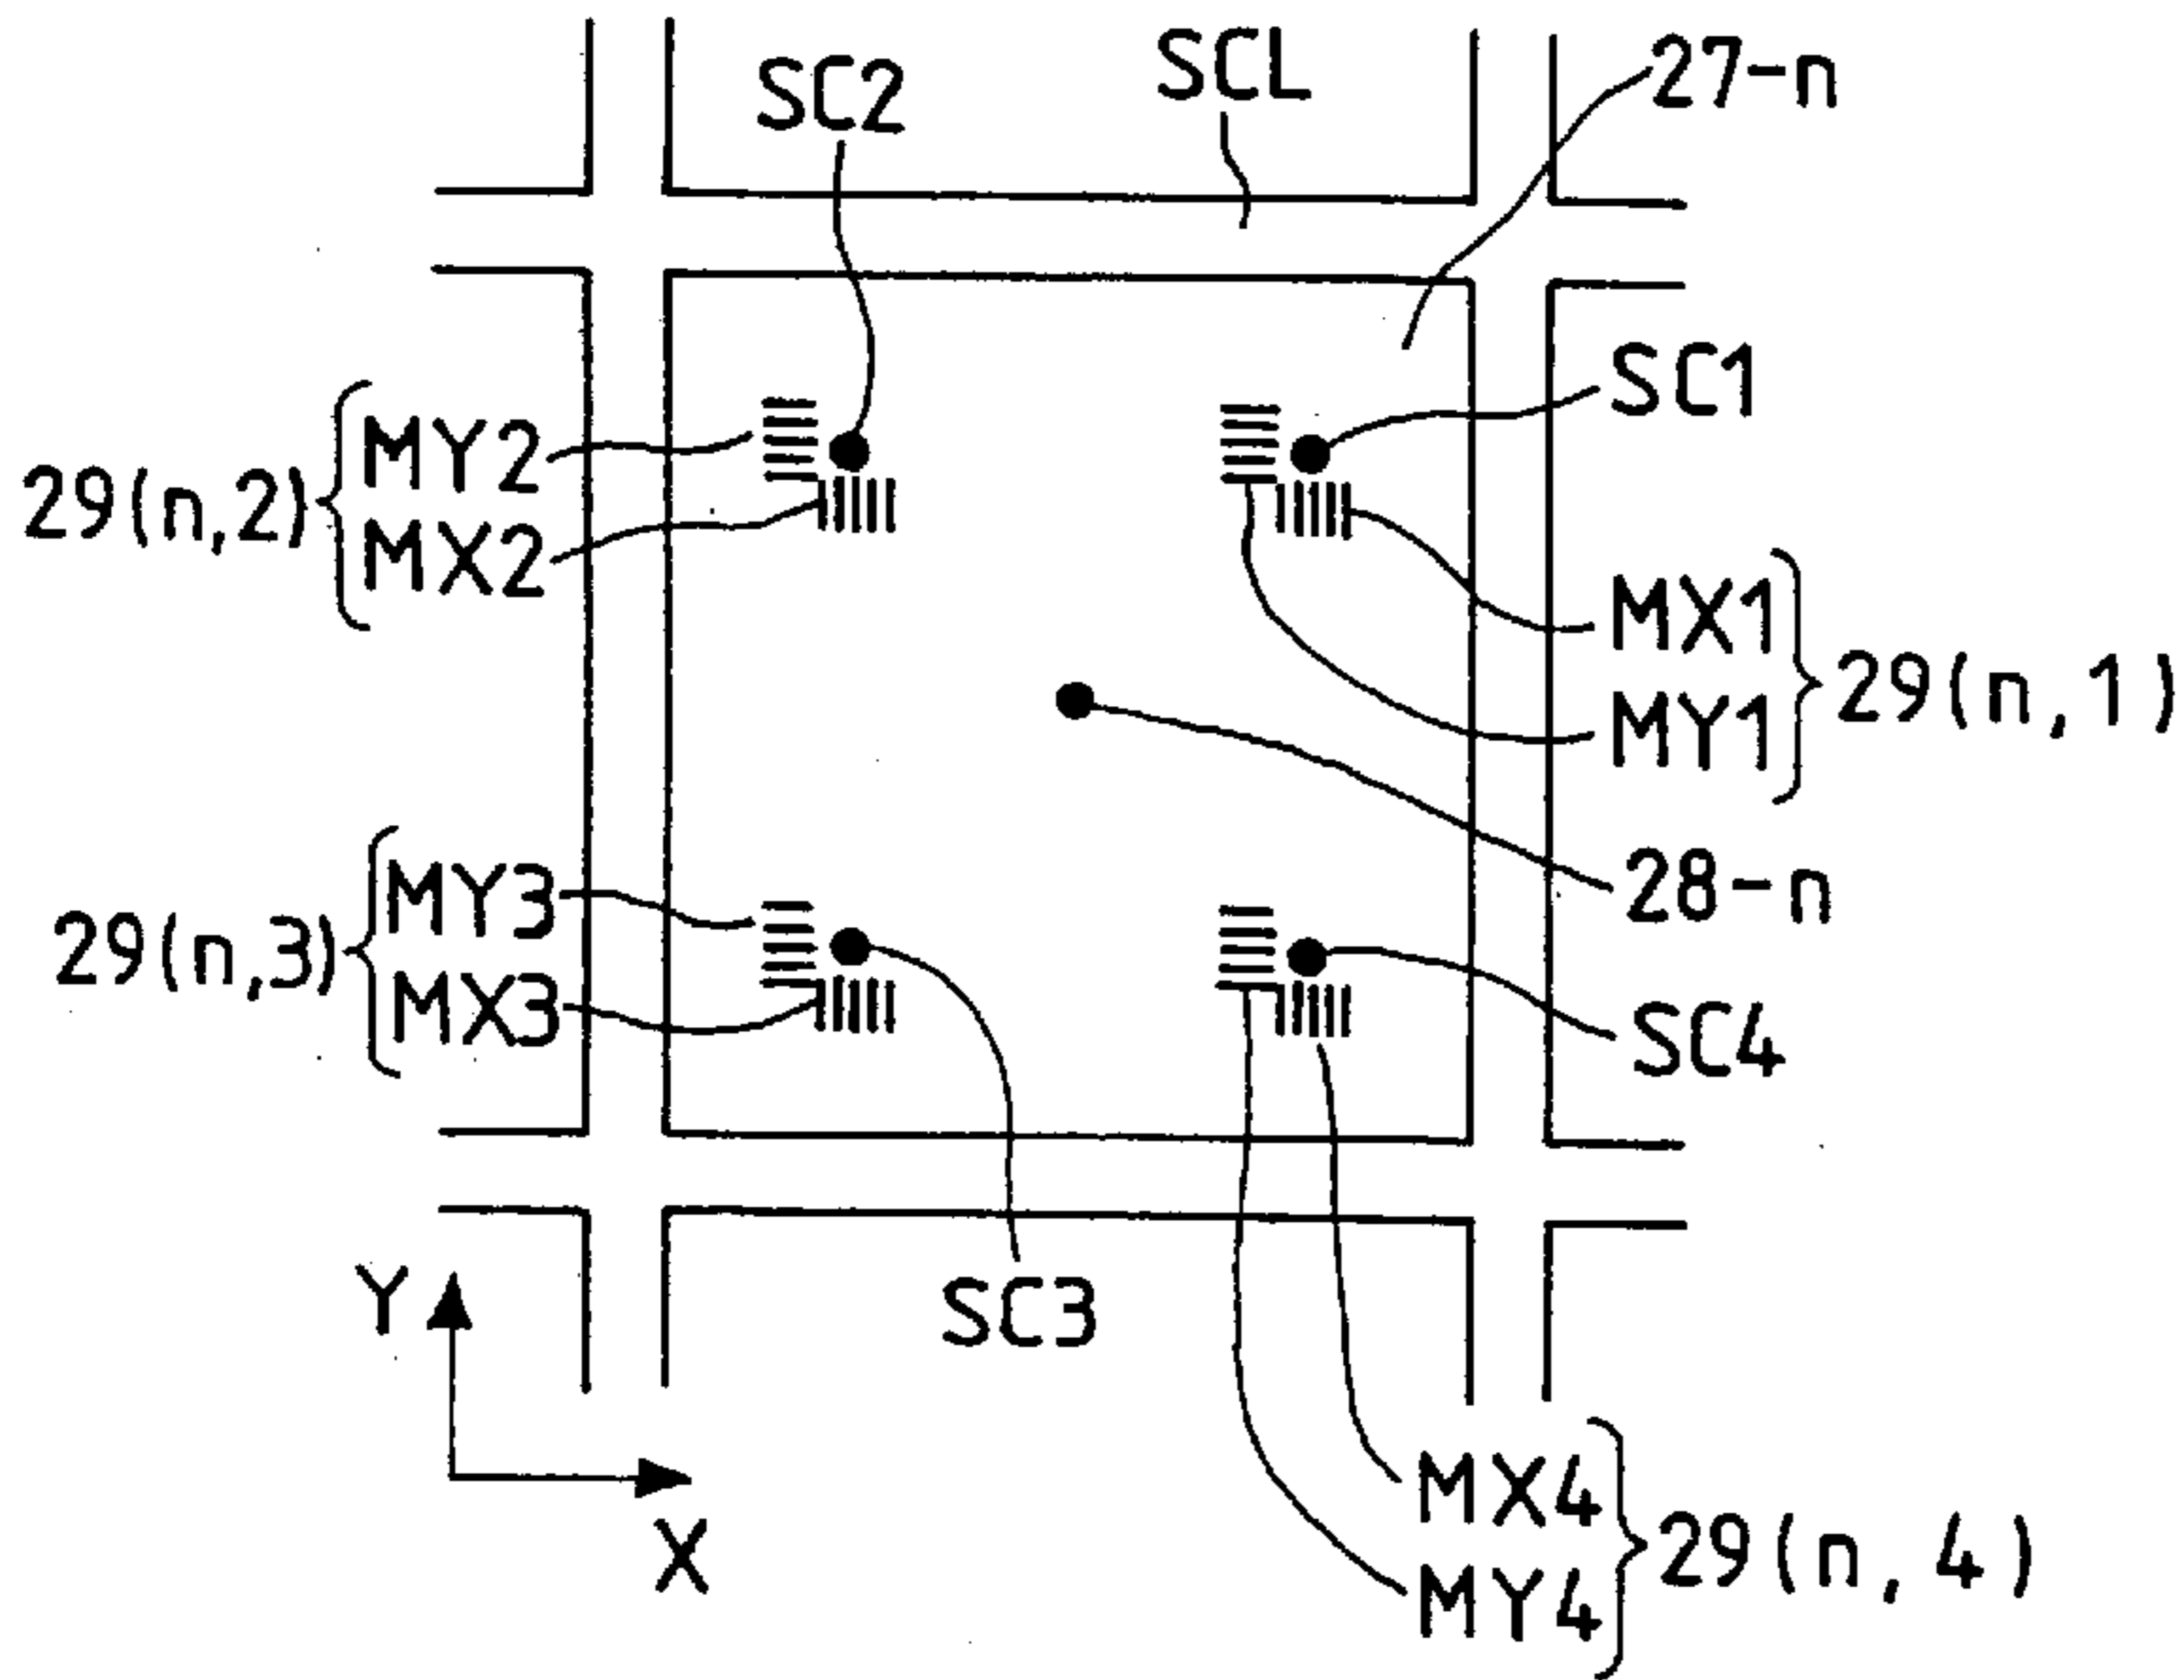 SC2
SCL
27-n
SC1
29(n,2)
MY2
MX2
MX1
MY1
29(n,1)
28-n
29(n,3)
MY3
MX3
SC4
SC3
Y
X
MX4
MY4
29(n,4)